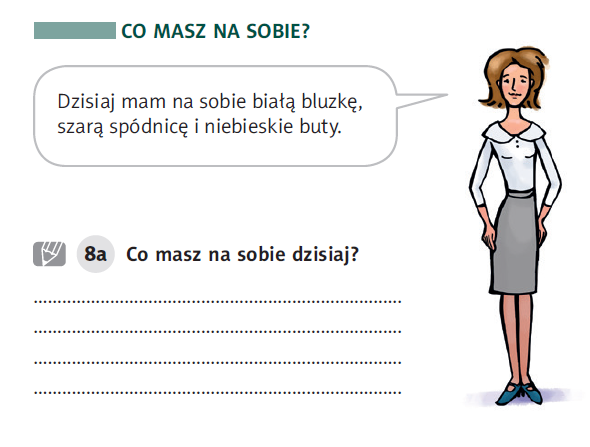 CO MASZ NA SOBIE?
Dzisiaj mam na sobie białą bluzkę,
szarą spódnicę i niebieskie buty.
8a Co masz na sobie dzisiaj?